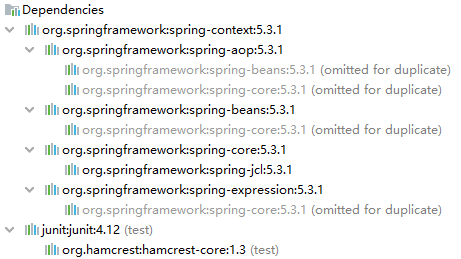 Dependencies
org.springframework:spring-context:5.3.1
org.springframework:spring-aop:5.3.1
org.springframework:spring-beans:5.3.1 (omitted for duplicate)
org.springframework:spring-core:5.3.1 (omitted for duplicate)
org.springframework:spring-beans:5.3.1
org.springframework:spring-core:5.3.1 (omitted for duplicate)
org.springframework:spring-core:5.3.1
org.springframework:spring-jcl:5.3.1
org.springframework:spring-expression:5.3.1
org.springframework:spring-core:5.3.1 (omitted for duplicate)
junit:junit:4.12 (test)
org.hamcrest:hamcrest-core:1.3 (test)